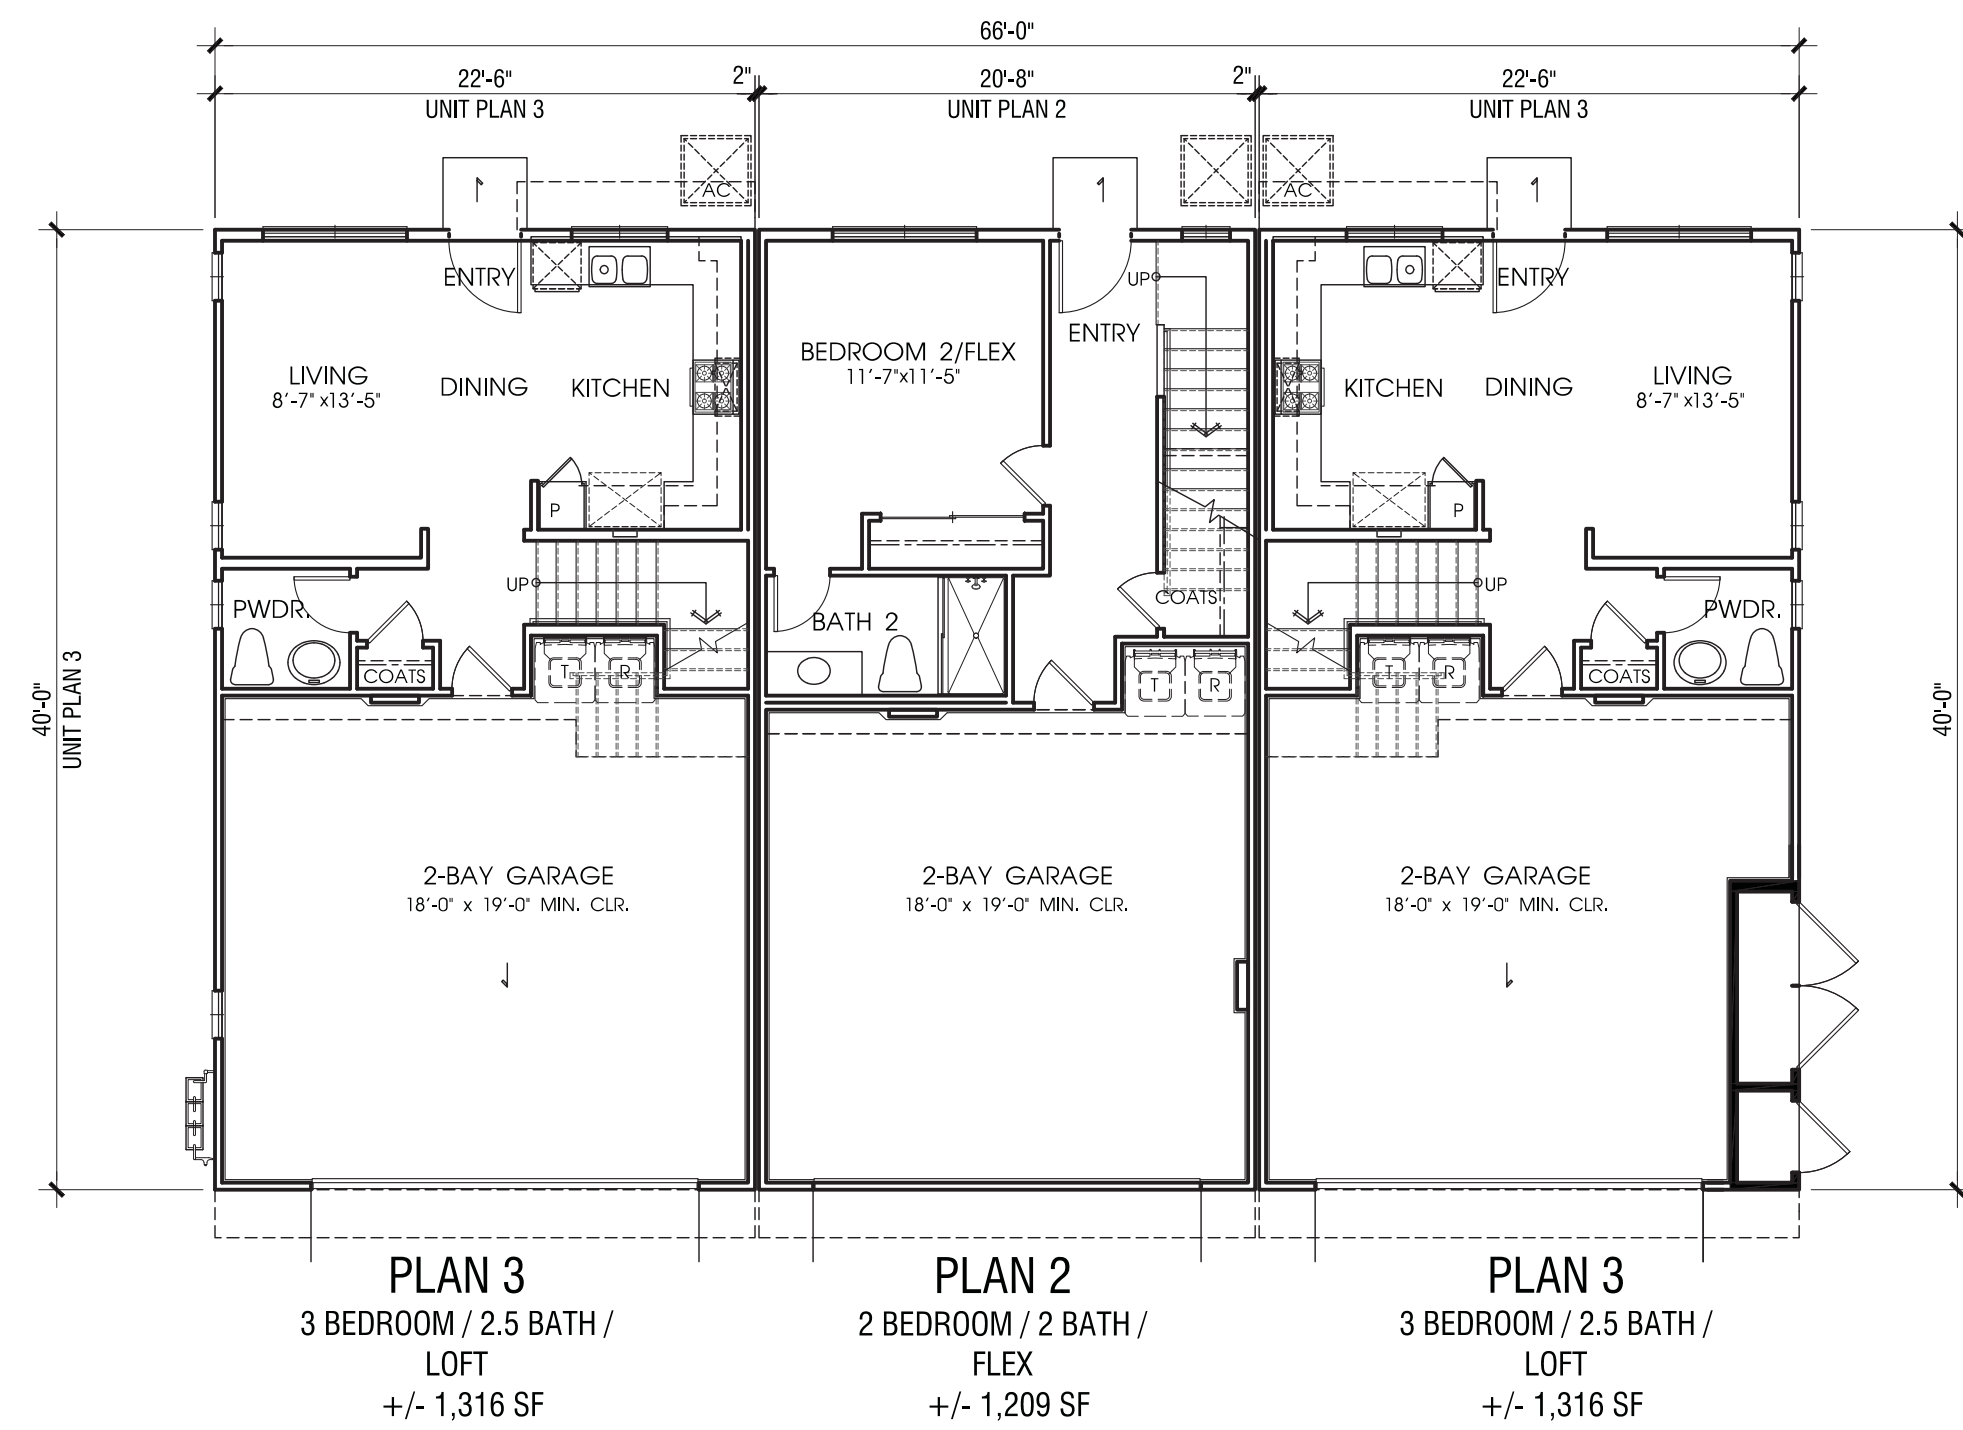 66'-0"
22'-6"
2"
20'-8"
2"
22'-6"
UNIT PLAN 3
UNIT PLAN 2
UNIT PLAN 3
AC
AC
ENTRY
UP
ENTRY
ENTRY
LIVING
8'-7" x13'-5"
DINING
KITCHEN
BEDROOM 2/FLEX
11'-7"x11'-5"
KITCHEN
DINING
LIVING
8'-7" x13'-5"
P
P
UP
UP
PWDR.
BATH 2
COATS
PWDR.
COATS
T
R
T
R
T
R
COATS
40'-0"
UNIT PLAN 3
40'-0"
2-BAY GARAGE
18'-0" x 19'-0" MIN. CLR.
2-BAY GARAGE
18'-0" x 19'-0" MIN. CLR.
2-BAY GARAGE
18'-0" x 19'-0" MIN. CLR.
PLAN 3
3 BEDROOM / 2.5 BATH /
LOFT
+/- 1,316 SF
PLAN 2
2 BEDROOM / 2 BATH /
FLEX
+/- 1,209 SF
PLAN 3
3 BEDROOM / 2.5 BATH /
LOFT
+/- 1,316 SF